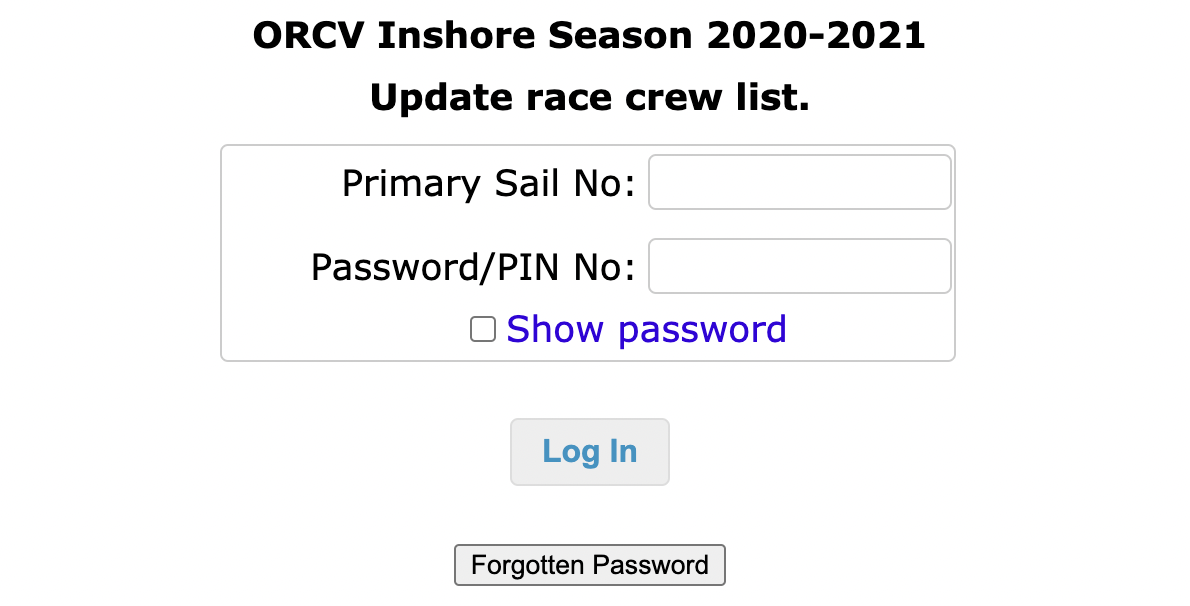 ORCV Inshore Season 2020-2021
Update race crew list.
Primary Sail No:
Password/PIN No:
Show password
Log In
Forgotten Password